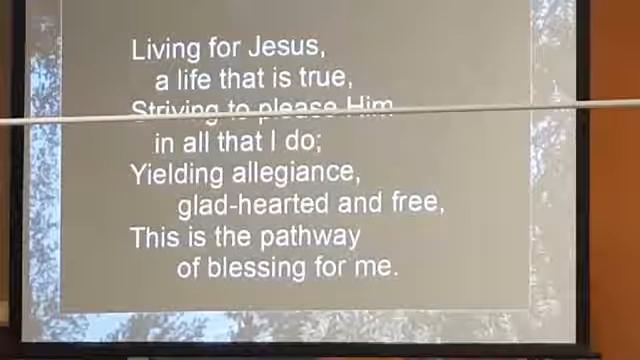 Living for Jesus,
a life that is true,
Striving to please Him
in all that I do;
Yielding allegiance,
glad-hearted and free,
This is the pathway
of blessing for me.